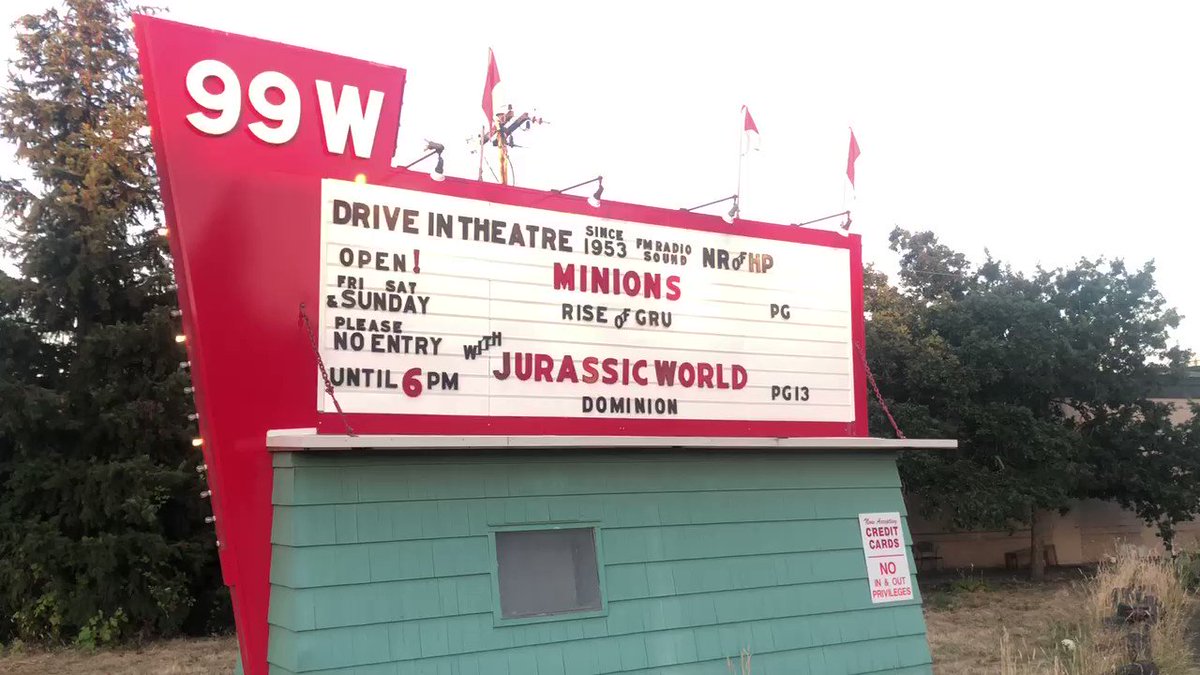 99W
DRIVE IN THEATRE SINCE 1953 FM RADIO SOUND NR OF HP
OPEN!
FRI SAT
& SUNDAY
PLEASE
NO ENTRY
UNTIL 6 PM
MINIONS
RISE OF GRU PG
WITH JURASSIC WORLD
DOMINION PG13
Now Accepting
CREDIT
CARDS
NO
IN & OUT
PRIVILEGES